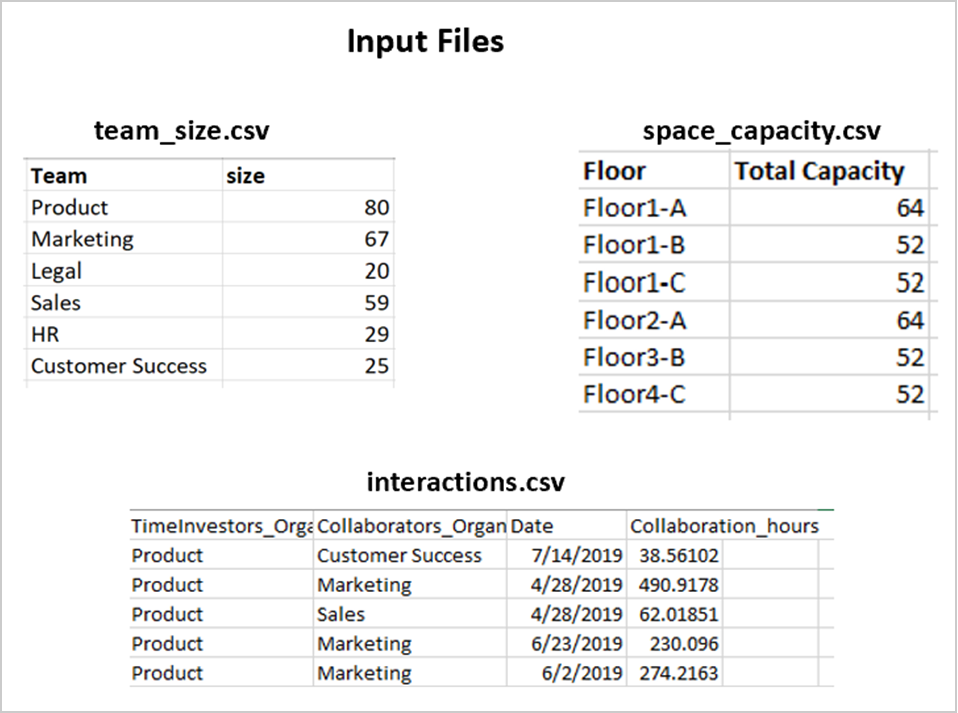 Input Files
team_size.csv
Team size
Product 80
Marketing 67
Legal 20
Sales 59
HR 29
Customer Success 25
space_capacity.csv
Floor Total Capacity
Floor1-A 64
Floor1-B 52
Floor1-C 52
Floor2-A 64
Floor3-B 52
Floor4-C 52
interactions.csv
TimeInvestors_Orga Collaborators_Organ Date Collaboration_hours
Product Customer Success 7/14/2019 38.56102
Product Marketing 4/28/2019 490.9178
Product Sales 4/28/2019 62.01851
Product Marketing 6/23/2019 230.096
Product Marketing 6/2/2019 274.2163